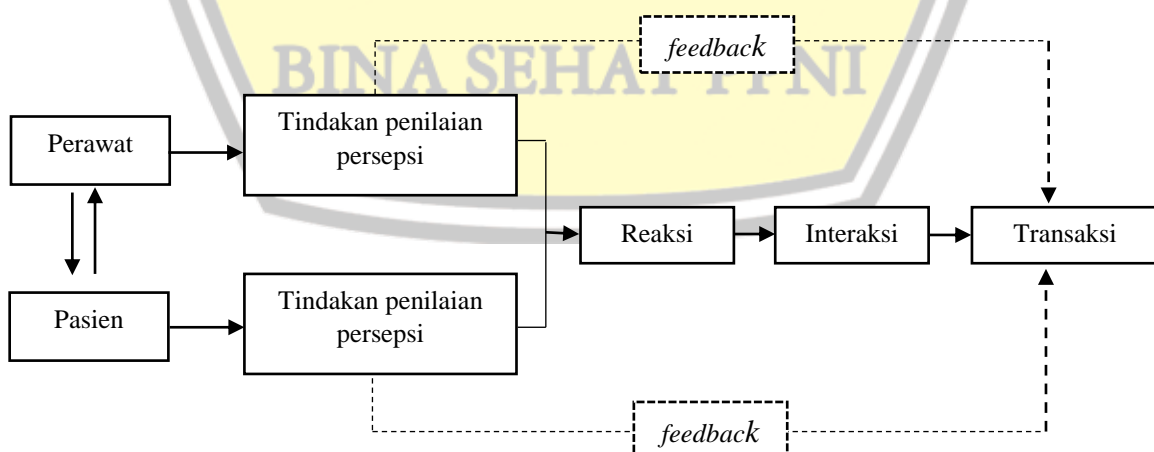 feedback
BINA SEHAT PPNI
Tindakan penilaian
persepsi
Perawat
Reaksi
Interaksi
Transaksi
Tindakan penilaian
persepsi
Pasien
feedback